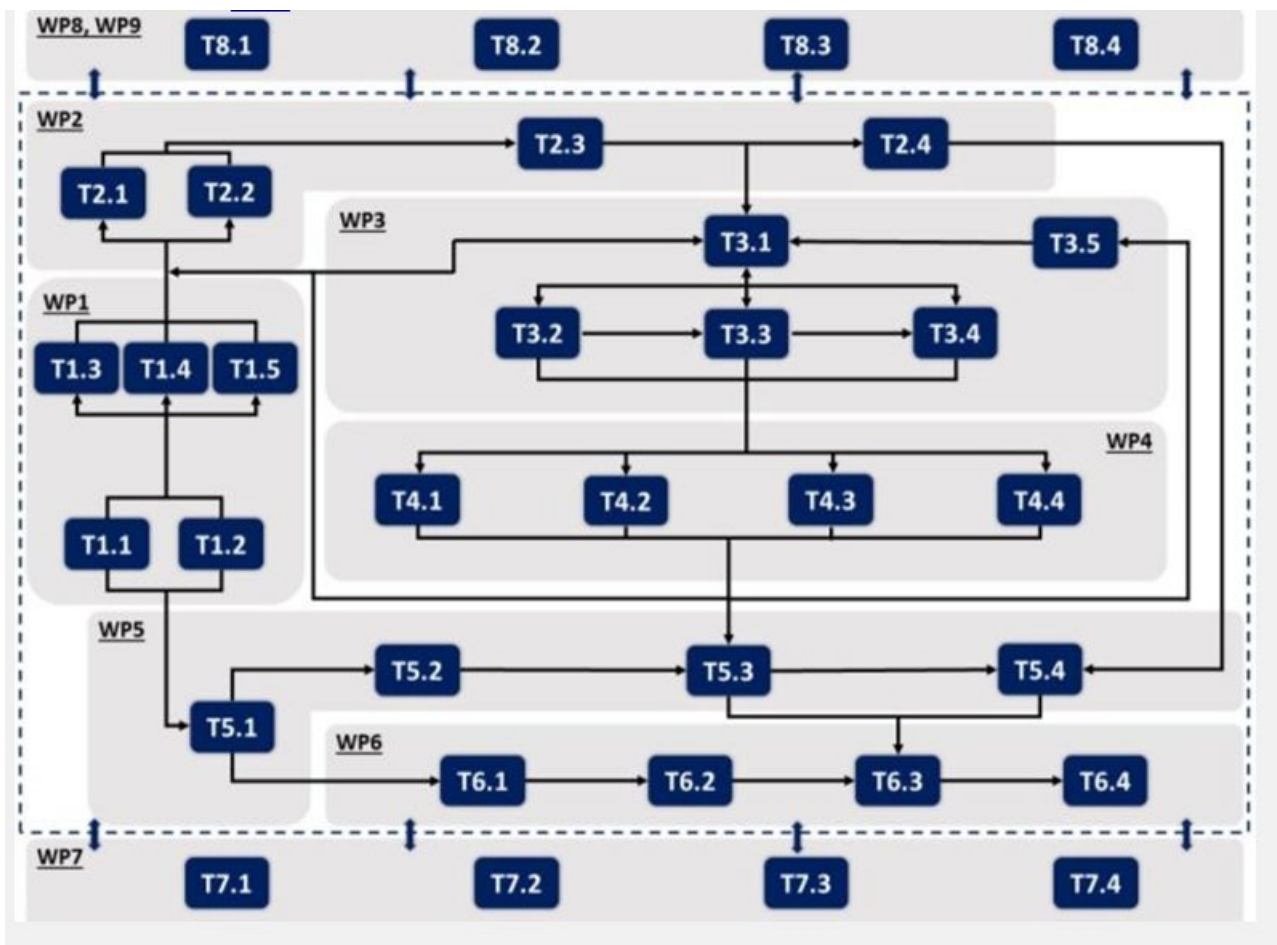 WP8, WP9
T8.1 T8.2 T8.3 T8.4
WP2
T2.3 T2.4
T2.1 T2.2
WP3
T3.1 T3.5
WP1
T3.2 T3.3 T3.4
T1.3 T1.4 T1.5
WP4
T4.1 T4.2 T4.3 T4.4
T1.1 T1.2
WP5
T5.2 T5.3 T5.4
T5.1
WP6
T6.1 T6.2 T6.3 T6.4
WP7
T7.1 T7.2 T7.3 T7.4